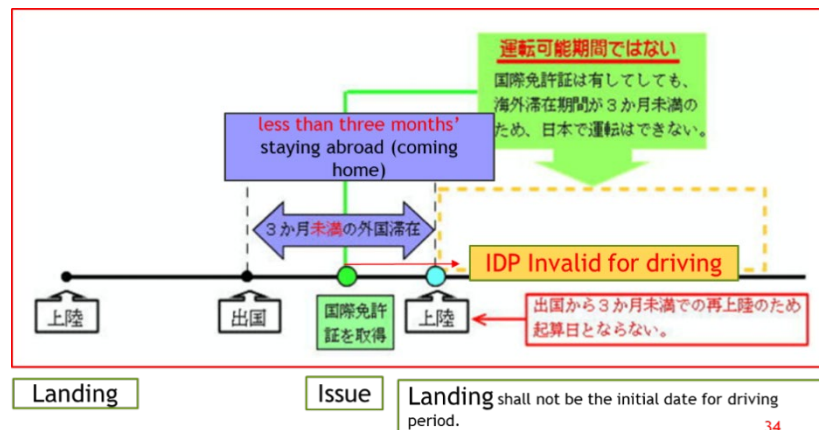 運転可能期間ではない
国際免許証は有してしても、
海外滞在期間が３か月未満の
ため、日本で運転はできない。
less than three months’
staying abroad (coming
home)
３か月未満の外国滞在
IDP Invalid for driving
上陸
出国
国際免許
証を取得
上陸
出国から３か月未満での再上陸のため
起算日とならない。
Landing
Issue
Landing shall not be the initial date for driving
period.
34